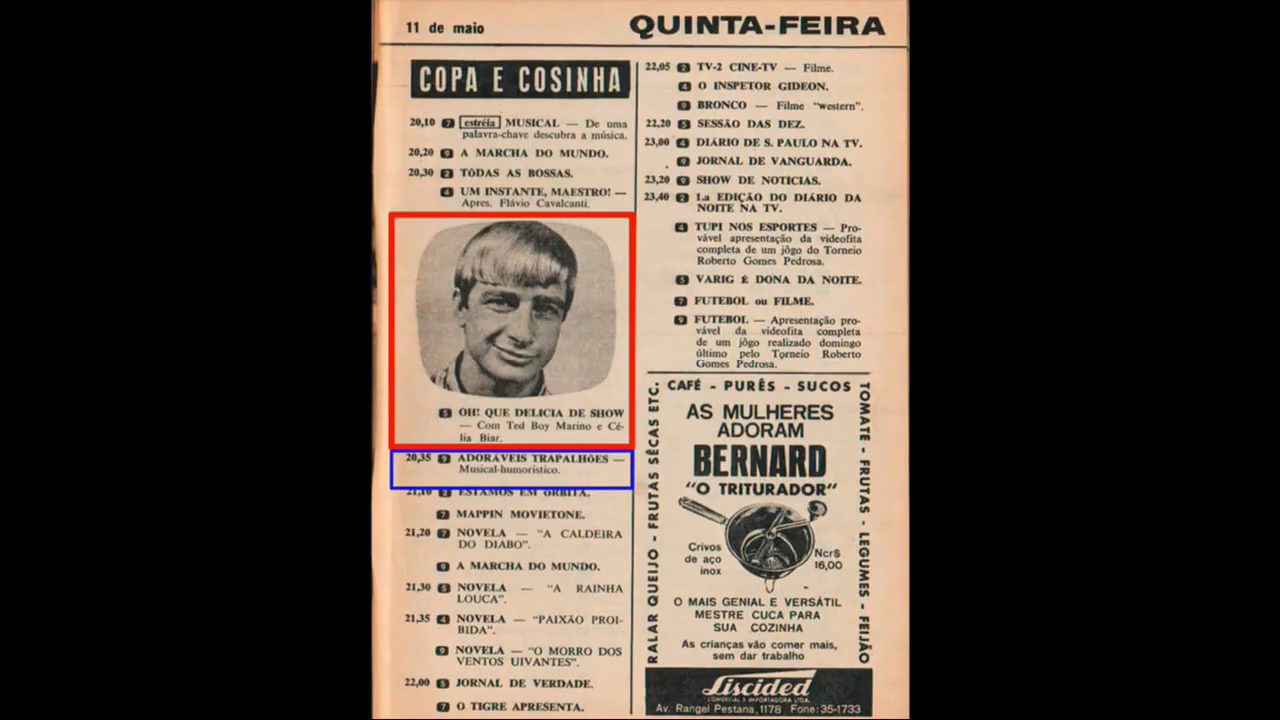 11 de maio
QUINTA-FEIRA
COPA E COSINHA
20,10 7 estréia MUSICAL — De uma
palavra-chave descubra a música.
20,20 9 A MARCHA DO MUNDO.
20,30 2 TÔDAS AS BOSSAS.
4 UM INSTANTE, MAESTRO! —
Apres. Flávio Cavalcanti.
5 OH! QUE DELICIA DE SHOW
— Com Ted Boy Marino e Cé-
lia Biar.
20,35 9 ADORÁVEIS TRAPALHÕES —
Musical-humorístico.
21,10 2 ESTAMOS EM ÓRBITA.
7 MAPPIN MOVIETONE.
21,20 7 NOVELA — "A CALDEIRA
DO DIABO".
9 A MARCHA DO MUNDO.
21,30 5 NOVELA — "A RAINHA
LOUCA".
21,35 4 NOVELA — "PAIXÃO PROI-
BIDA".
9 NOVELA — "O MORRO DOS
VENTOS UIVANTES".
22,00 5 JORNAL DE VERDADE.
7 O TIGRE APRESENTA.
22,05 2 TV-2 CINE-TV — Filme.
4 O INSPETOR GIDEON.
9 BRONCO — Filme "western".
22,20 5 SESSÃO DAS DEZ.
23,00 4 DIÁRIO DE S. PAULO NA TV.
9 JORNAL DE VANGUARDA.
23,20 9 SHOW DE NOTÍCIAS.
23,40 2 1.a EDIÇÃO DO DIÁRIO DA
NOITE NA TV.
4 TUPI NOS ESPORTES — Pro-
vável apresentação da videofita
completa de um jôgo do Torneio
Roberto Gomes Pedrosa.
5 VARIG É DONA DA NOITE.
7 FUTEBOL ou FILME.
9 FUTEBOL — Apresentação pro-
vável da videofita completa
de um jôgo realizado domingo
último pelo Torneio Roberto
Gomes Pedrosa.
RALAR QUEIJO - FRUTAS SÊCAS ETC.
CAFÉ - PURÊS - SUCOS
TOMATE - FRUTAS - LEGUMES - FEIJÃO
AS MULHERES
ADORAM
BERNARD
"O TRITURADOR"
Crivos
de aço
inox
Ncr$
16,00
O MAIS GENIAL E VERSÁTIL
MESTRE CUCA PARA
SUA COZINHA
As crianças vão comer mais,
sem dar trabalho
Liscided
COMERCIAL E IMPORTADORA LTDA.
Av. Rangel Pestana, 1178 Fone: 35-1733